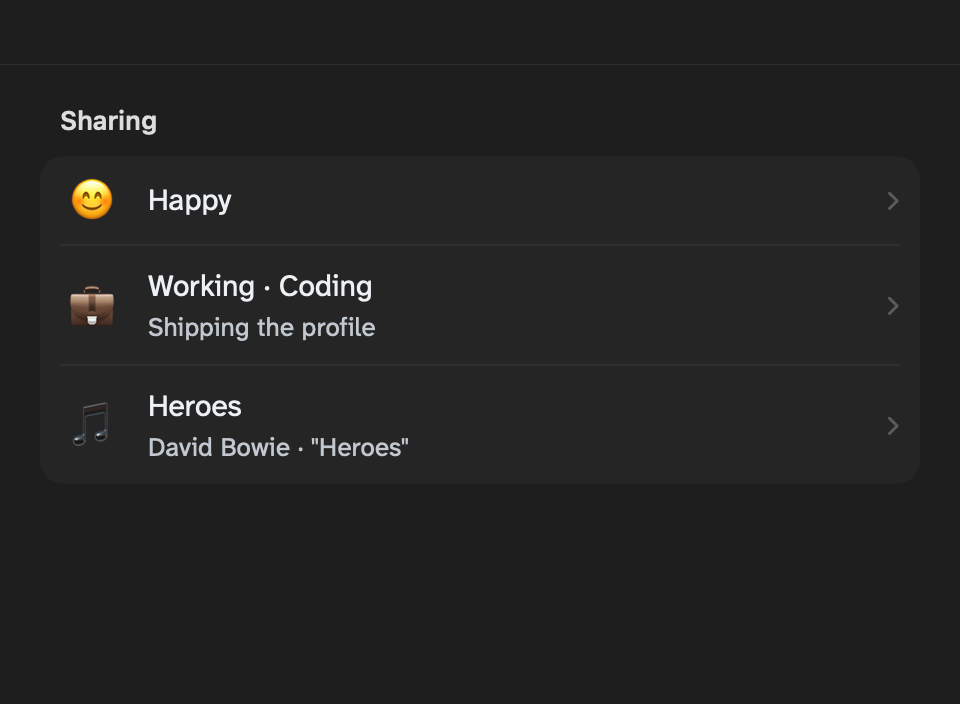 Sharing
Happy
Working · Coding
Shipping the profile
Heroes
David Bowie · "Heroes"